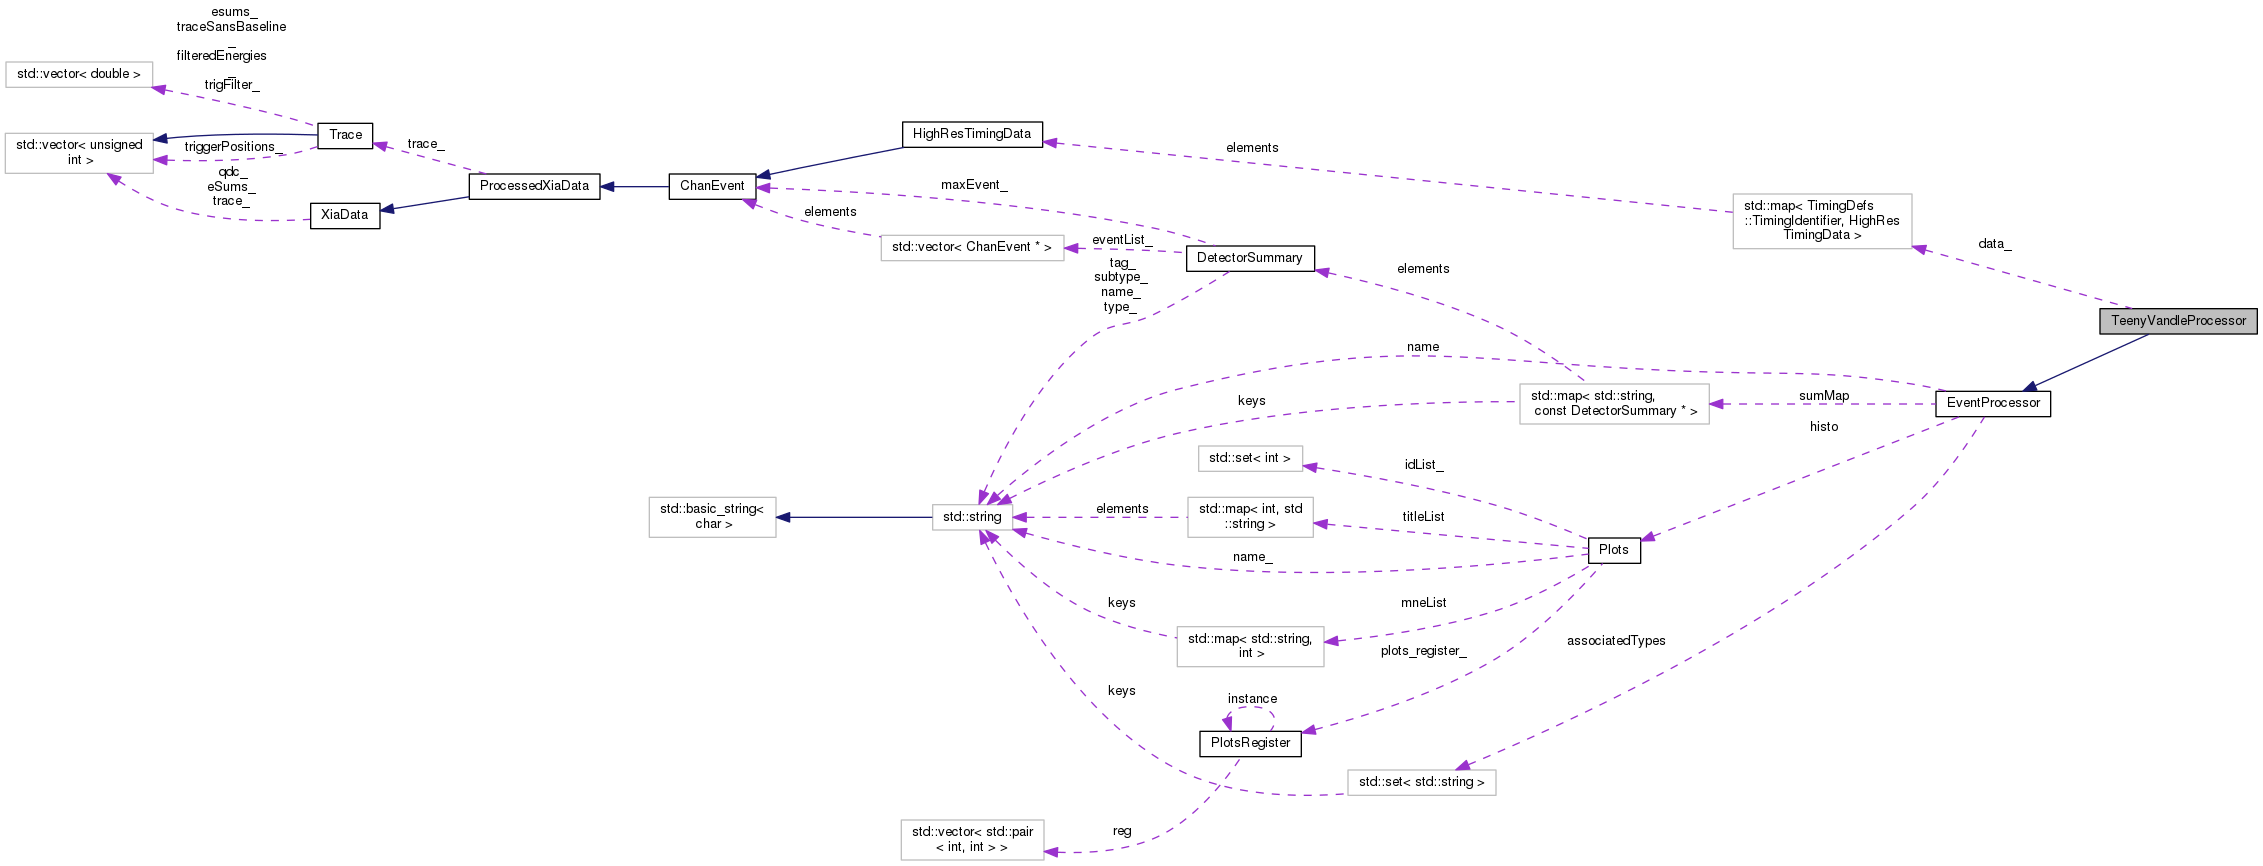 esums_
traceSansBaseline
_
filteredEnergies
_
trigFilter_
std::vector< double >
Trace
std::vector< unsigned
int >
triggerPositions_
trace_
qdc_
eSums_
trace_
XiaData
ProcessedXiaData
ChanEvent
HighResTimingData
maxEvent_
elements
std::vector< ChanEvent * >
eventList_
DetectorSummary
tag_
subtype_
name_
type_
elements
std::map< TimingDefs
::TimingIdentifier, HighRes
TimingData >
data_
TeenyVandleProcessor
elements
name
keys
std::map< std::string,
const DetectorSummary * >
sumMap
EventProcessor
histo
std::set< int >
idList_
std::basic_string<
char >
std::string
elements
std::map< int, std
::string >
titleList
name_
Plots
keys
std::map< std::string,
int >
mneList
plots_register_
associatedTypes
keys
instance
PlotsRegister
std::set< std::string >
reg
std::vector< std::pair
< int, int > >